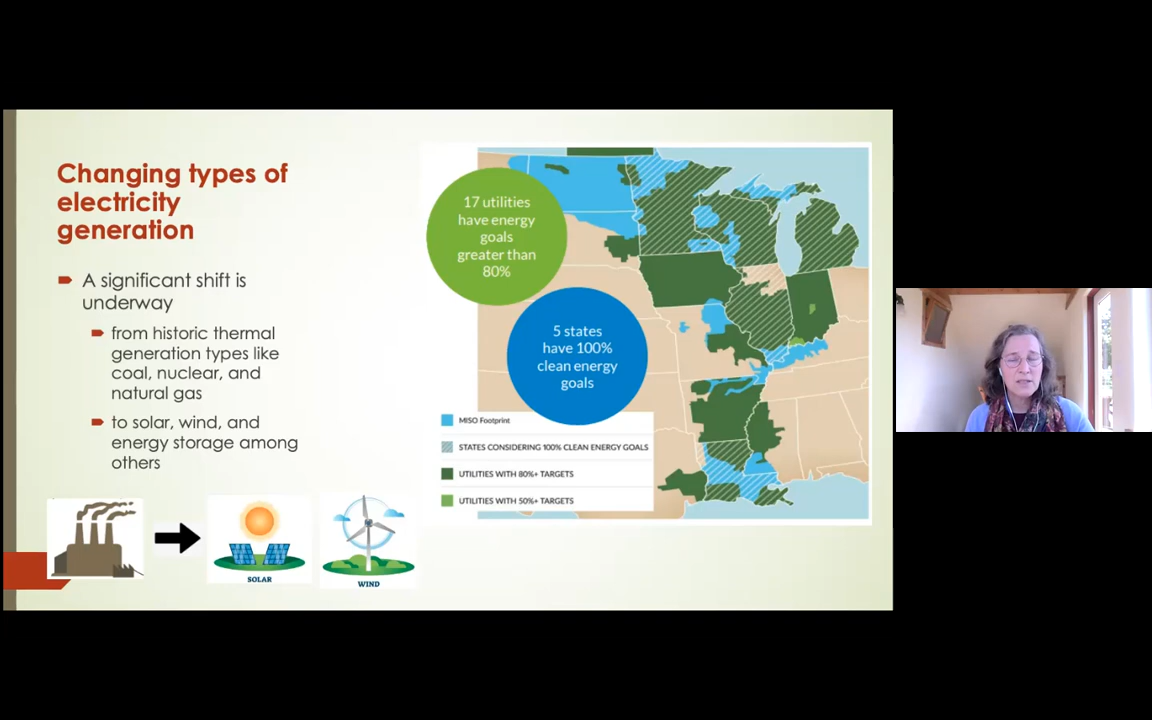 Changing types of
electricity
generation
A significant shift is
underway
from historic thermal
generation types like
coal, nuclear, and
natural gas
to solar, wind, and
energy storage among
others
17 utilities
have energy
goals
greater than
80%
5 states
have 100%
clean energy
goals
MISO Footprint
STATES CONSIDERING 100% CLEAN ENERGY GOALS
UTILITIES WITH 80%+ TARGETS
UTILITIES WITH 50%+ TARGETS
SOLAR
WIND